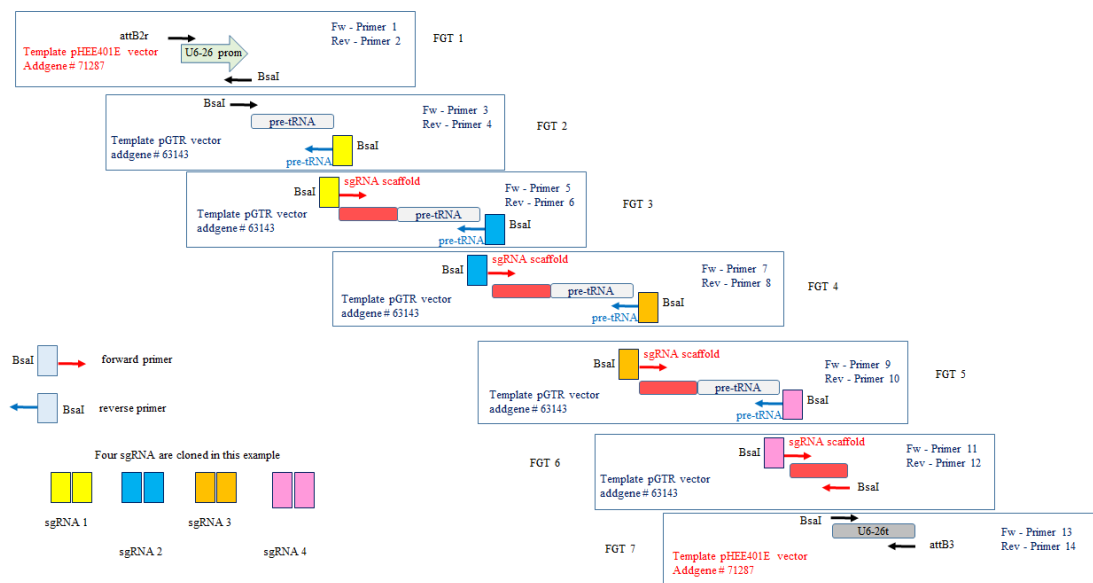 attB2r
Fw - Primer 1
Rev - Primer 2
FGT 1
Template pHEE401E vector
Addgene # 71287
U6-26 prom
BsaI
BsaI
Fw - Primer 3
Rev - Primer 4
FGT 2
pre-tRNA
Template pGTR vector
addgene # 63143
BsaI
pre-tRNA
BsaI
sgRNA scaffold
Fw - Primer 5
Rev - Primer 6
FGT 3
Template pGTR vector
addgene # 63143
pre-tRNA
BsaI
pre-tRNA
BsaI
sgRNA scaffold
Fw - Primer 7
Rev - Primer 8
FGT 4
Template pGTR vector
addgene # 63143
pre-tRNA
BsaI
pre-tRNA
BsaI
forward primer
BsaI
reverse primer
BsaI
sgRNA scaffold
Fw - Primer 9
Rev - Primer 10
FGT 5
Template pGTR vector
addgene # 63143
pre-tRNA
BsaI
pre-tRNA
Four sgRNA are cloned in this example
sgRNA 1
sgRNA 2
sgRNA 3
sgRNA 4
FGT 6
BsaI
sgRNA scaffold
Fw - Primer 11
Rev - Primer 12
Template pGTR vector
addgene # 63143
BsaI
FGT 7
BsaI
U6-26t
Fw - Primer 13
Rev - Primer 14
attB3
Template pHEE401E vector
Addgene # 71287